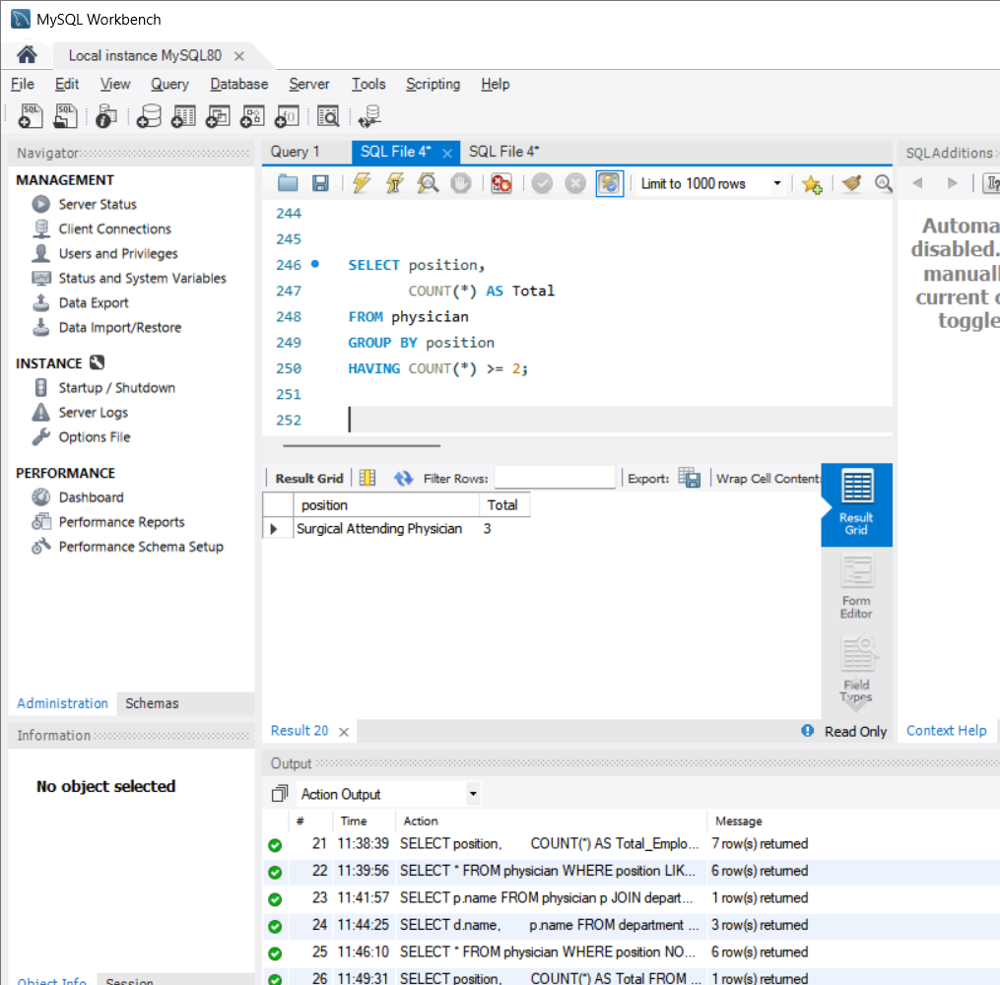 MySQL Workbench
Local instance MySQL80
File Edit View Query Database Server Tools Scripting Help
Navigator
MANAGEMENT
Server Status
Client Connections
Users and Privileges
Status and System Variables
Data Export
Data Import/Restore
INSTANCE
Startup / Shutdown
Server Logs
Options File
PERFORMANCE
Dashboard
Performance Reports
Performance Schema Setup
Administration Schemas
Information
No object selected
Object Info Session
Query 1 SQL File 4* SQL File 4*
Limit to 1000 rows
244
245
246 SELECT position,
247 COUNT(*) AS Total
248 FROM physician
249 GROUP BY position
250 HAVING COUNT(*) >= 2;
251
252
Result Grid Filter Rows: Export: Wrap Cell Content:
position Total
Surgical Attending Physician 3
Result Grid
Form Editor
Field Types
Result 20 Read Only
SQLAdditions
Automa
disabled.
manuall
current c
toggle
Context Help
Output
Action Output
# Time Action Message
21 11:38:39 SELECT position, COUNT(*) AS Total_Emplo... 7 row(s) returned
22 11:39:56 SELECT * FROM physician WHERE position LIK... 6 row(s) returned
23 11:41:57 SELECT p.name FROM physician p JOIN depart... 1 row(s) returned
24 11:44:25 SELECT d.name, p.name FROM department ... 3 row(s) returned
25 11:46:10 SELECT * FROM physician WHERE position NO... 6 row(s) returned
26 11:49:31 SELECT position, COUNT(*) AS Total FROM ... 1 row(s) returned